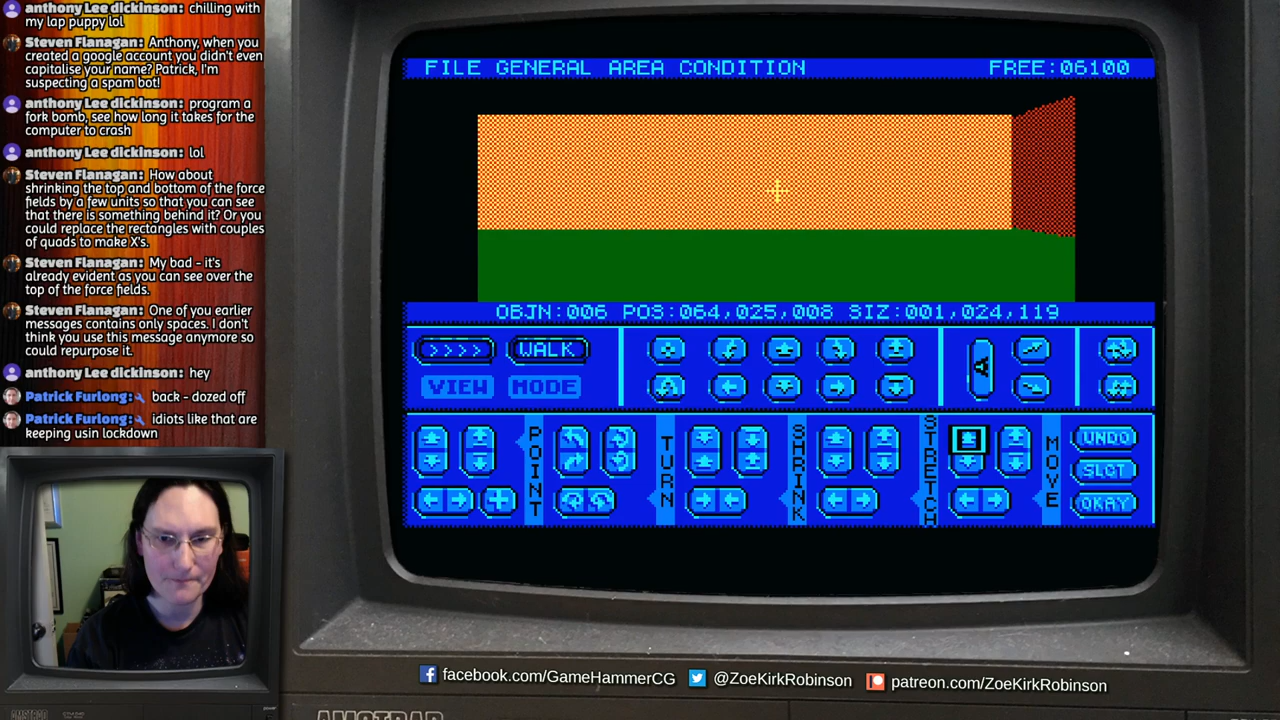 anthony Lee dickinson: chilling with
my lap puppy lol
Steven Flanagan: Anthony, when you
created a google account you didn't even
capitalise your name? Patrick, I'm
suspecting a spam bot!
anthony Lee dickinson: program a
fork bomb, see how long it takes for the
computer to crash
anthony Lee dickinson: lol
Steven Flanagan: How about
shrinking the top and bottom of the force
fields by a few units so that you can see
that there is something behind it? Or you
could replace the rectangles with couples
of quads to make X's.
Steven Flanagan: My bad - it's
already evident as you can see over the
top of the force fields.
Steven Flanagan: One of you earlier
messages contains only spaces. I don't
think you use this message anymore so
could repurpose it.
anthony Lee dickinson: hey
Patrick Furlong: back - dozed off
Patrick Furlong: idiots like that are
keeping usin lockdown
FILE GENERAL AREA CONDITION FREE:06100
OBJN:006 POS:064,025,008 SIZ:001,024,119
>>>> WALK
VIEW MODE
A
POINT
TURN
SHRINK
STRETCH
MOVE
UNDO
SLCT
OKAY
facebook.com/GameHammerCG @ZoeKirkRobinson patreon.com/ZoeKirkRobinson
AMSTRAD